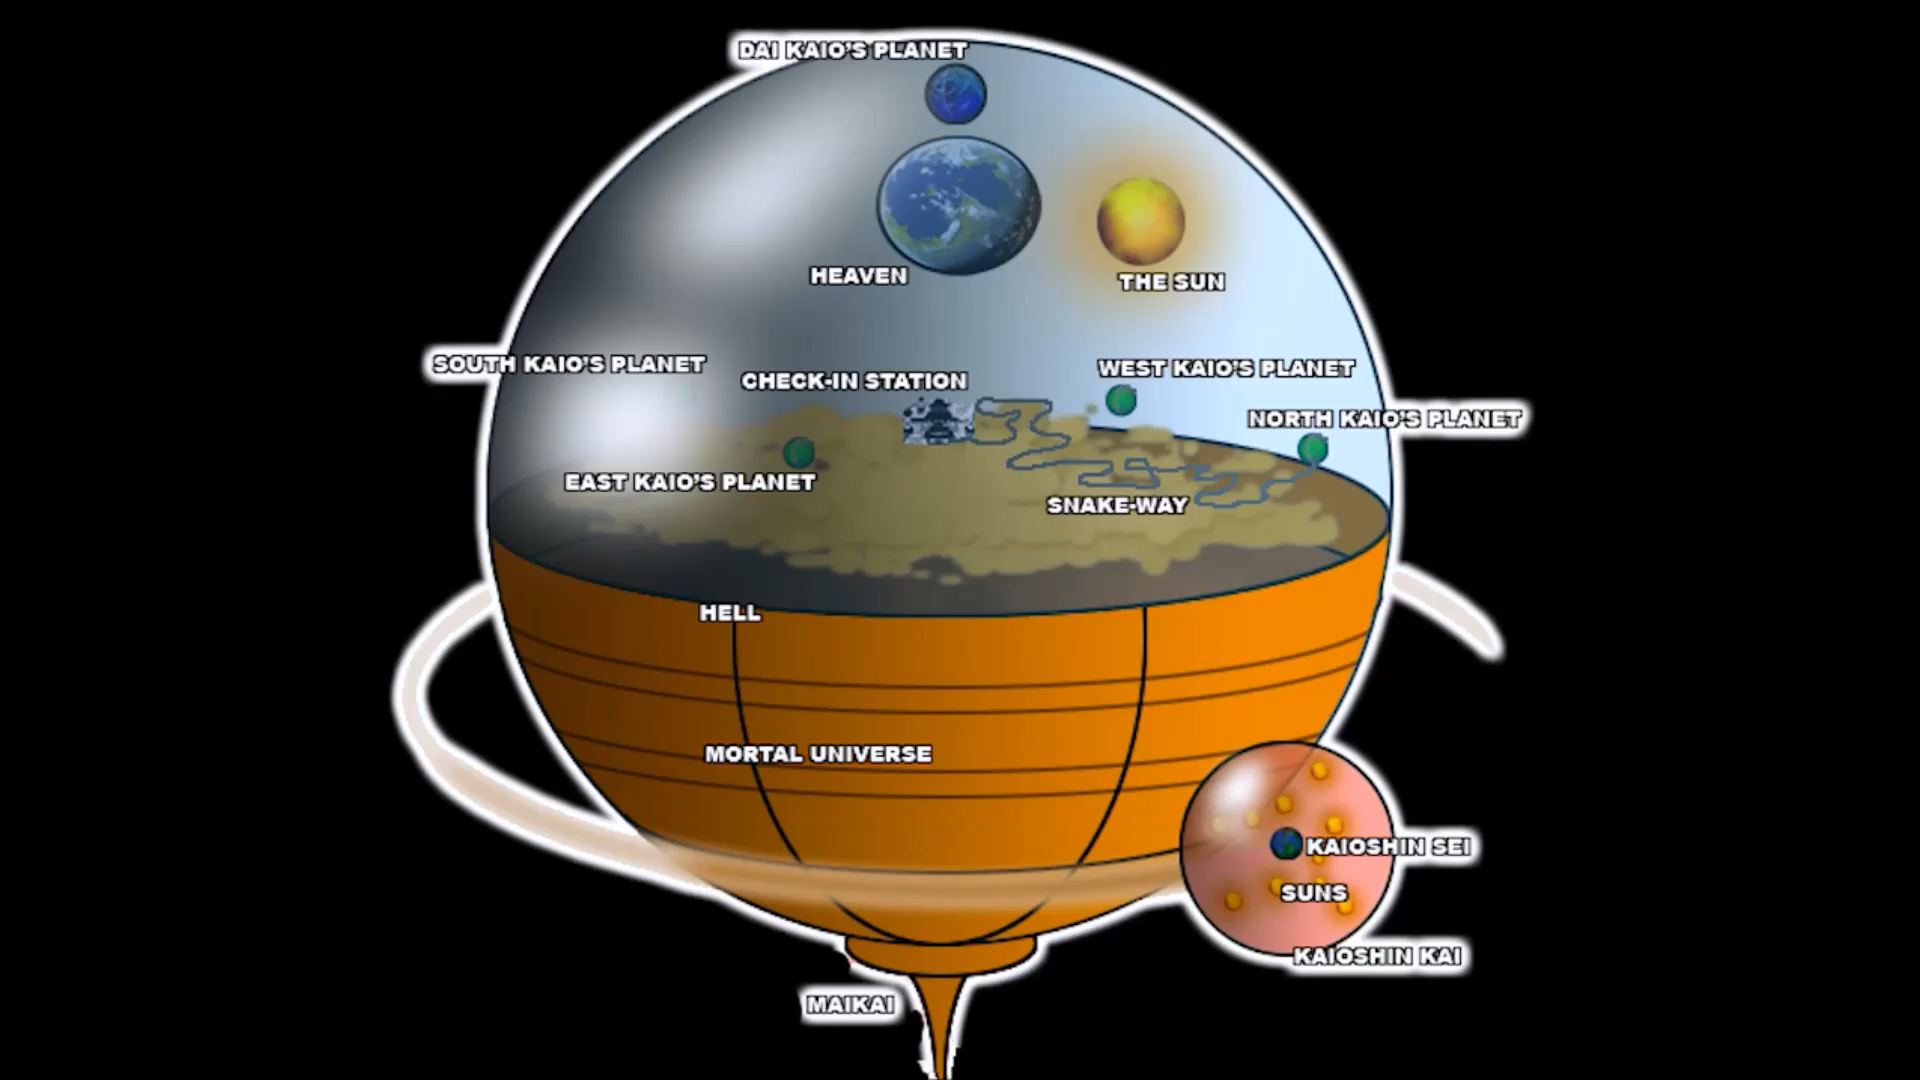 DAI KAIO'S PLANET
HEAVEN
THE SUN
SOUTH KAIO'S PLANET
CHECK-IN STATION
WEST KAIO'S PLANET
NORTH KAIO'S PLANET
EAST KAIO'S PLANET
SNAKE-WAY
HELL
MORTAL UNIVERSE
KAIOSHIN SEI
SUNS
KAIOSHIN KAI
MAIKAI